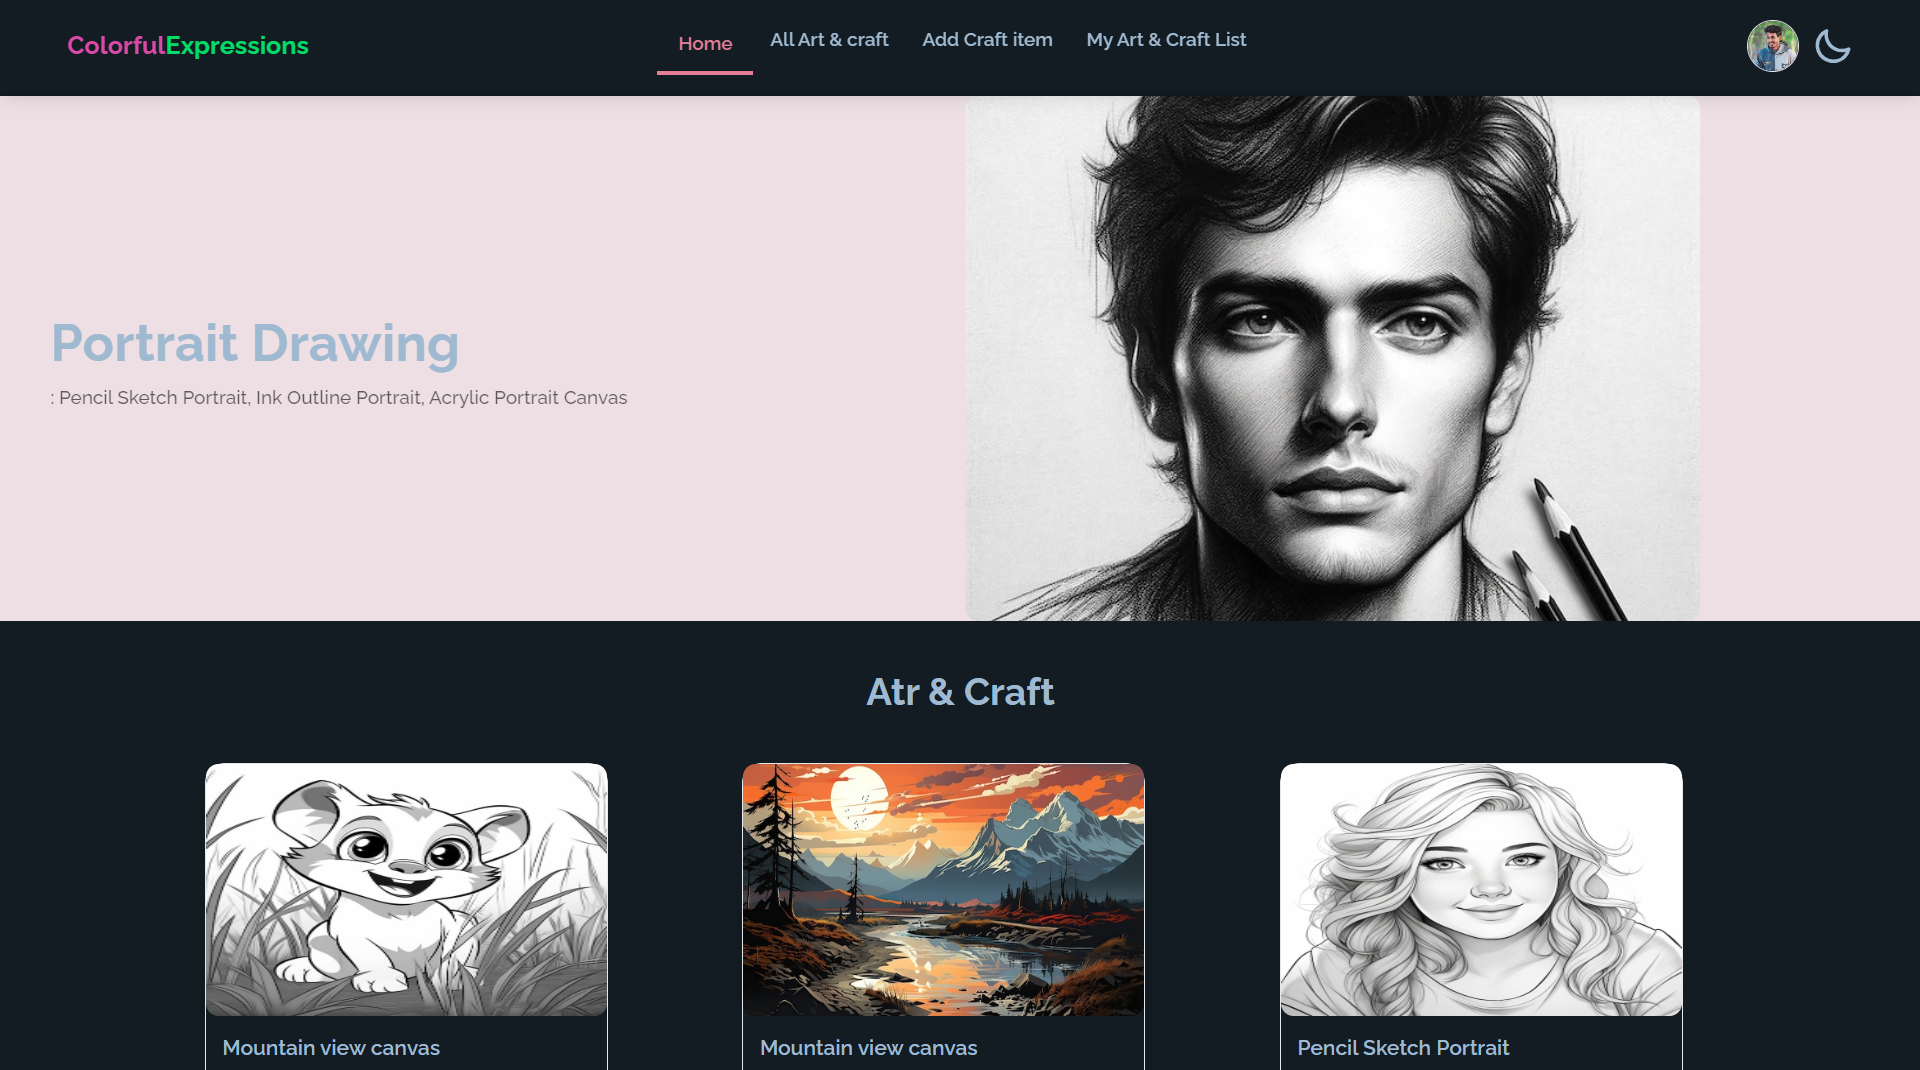 ColorfulExpressions
Home
All Art & craft
Add Craft item
My Art & Craft List
Portrait Drawing
: Pencil Sketch Portrait, Ink Outline Portrait, Acrylic Portrait Canvas
Atr & Craft
Mountain view canvas
Mountain view canvas
Pencil Sketch Portrait